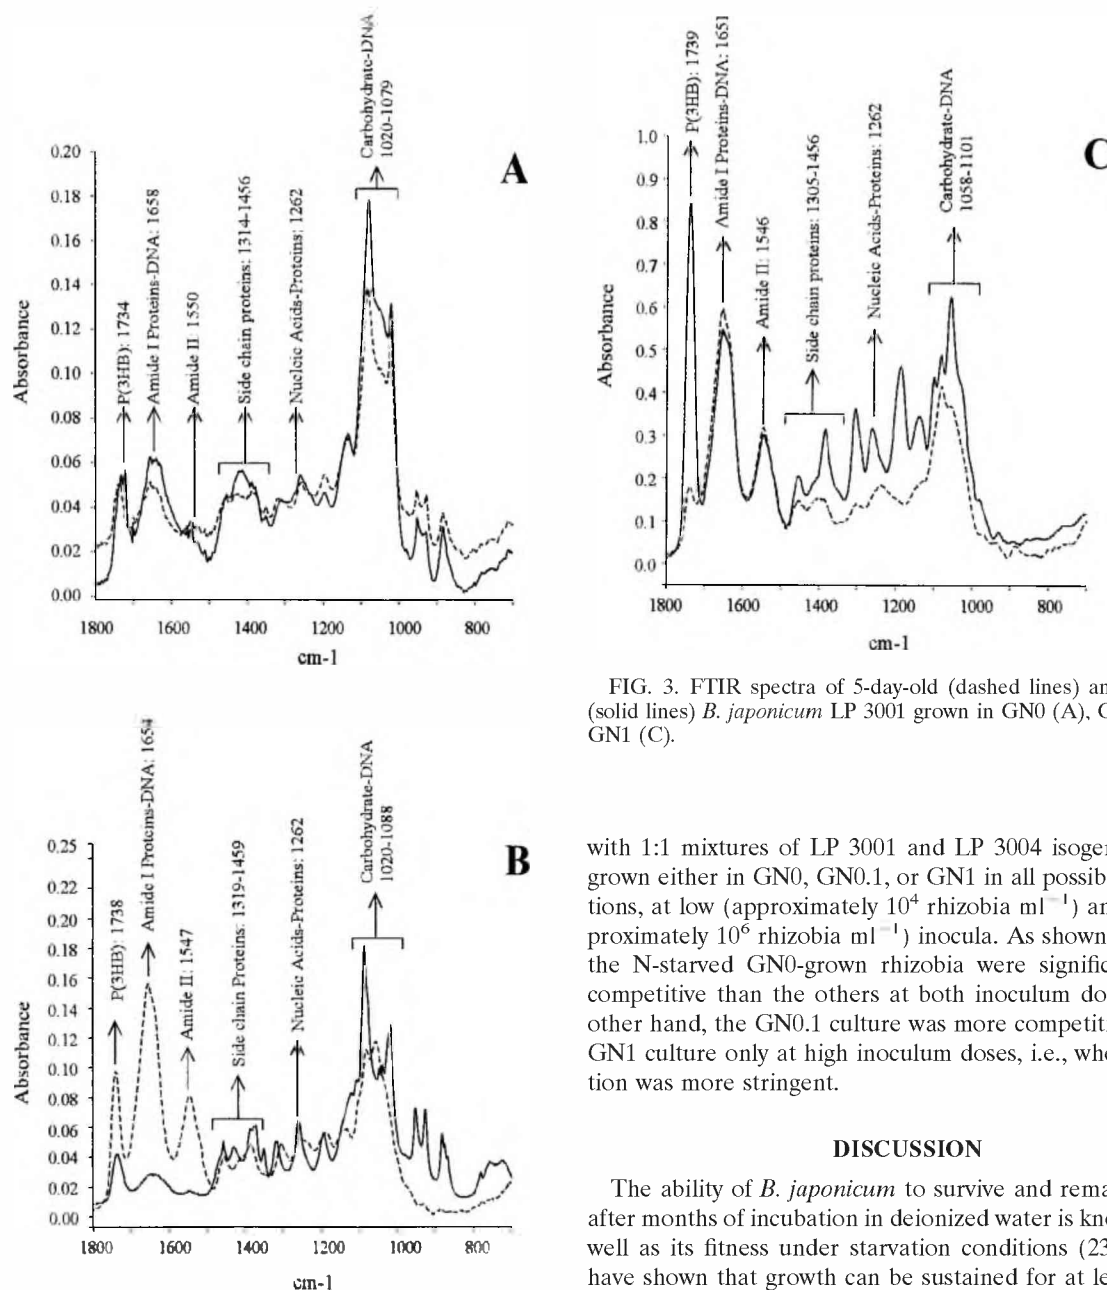 P(3HB): 1734
Amide I Proteins-DNA: 1658
Amide II: 1550
Side chain proteins: 1314-1456
Nucleic Acids-Proteins: 1262
Carbohydrate-DNA
1020-1079
A
Absorbance
0.20
0.18
0.16
0.14
0.12
0.10
0.08
0.06
0.04
0.02
0.00
1800
1600
1400
1200
1000
800
cm-1
P(3HB): 1738
Amide I Proteins-DNA: 1654
Amide II: 1547
Side chain Proteins: 1319-1459
Nucleic Acids-Proteins: 1262
Carbohydrate-DNA
1020-1088
B
Absorbance
0.25
0.22
0.20
0.18
0.15
0.12
0.10
0.08
0.06
0.04
0.02
0.00
1800
1600
1400
1200
1000
800
cm-1
P(3HB): 1739
Amide I Proteins-DNA: 1651
Amide II: 1546
Side chain proteins: 1305-1456
Nucleic Acids-Proteins: 1262
Carbohydrate-DNA
1058-1101
C
Absorbance
1.0
0.9
0.8
0.7
0.6
0.5
0.4
0.3
0.2
0.1
0.0
1800
1600
1400
1200
1000
800
cm-1
FIG. 3. FTIR spectra of 5-day-old (dashed lines) an
(solid lines) B. japonicum LP 3001 grown in GN0 (A), G
GN1 (C).
with 1:1 mixtures of LP 3001 and LP 3004 isoger
grown either in GN0, GN0.1, or GN1 in all possib
tions, at low (approximately 10⁴ rhizobia ml⁻¹) an
proximately 10⁶ rhizobia ml⁻¹) inocula. As shown
the N-starved GN0-grown rhizobia were signific
competitive than the others at both inoculum do
other hand, the GN0.1 culture was more competit
GN1 culture only at high inoculum doses, i.e., whe
tion was more stringent.
DISCUSSION
The ability of B. japonicum to survive and rema
after months of incubation in deionized water is kno
well as its fitness under starvation conditions (23
have shown that growth can be sustained for at le